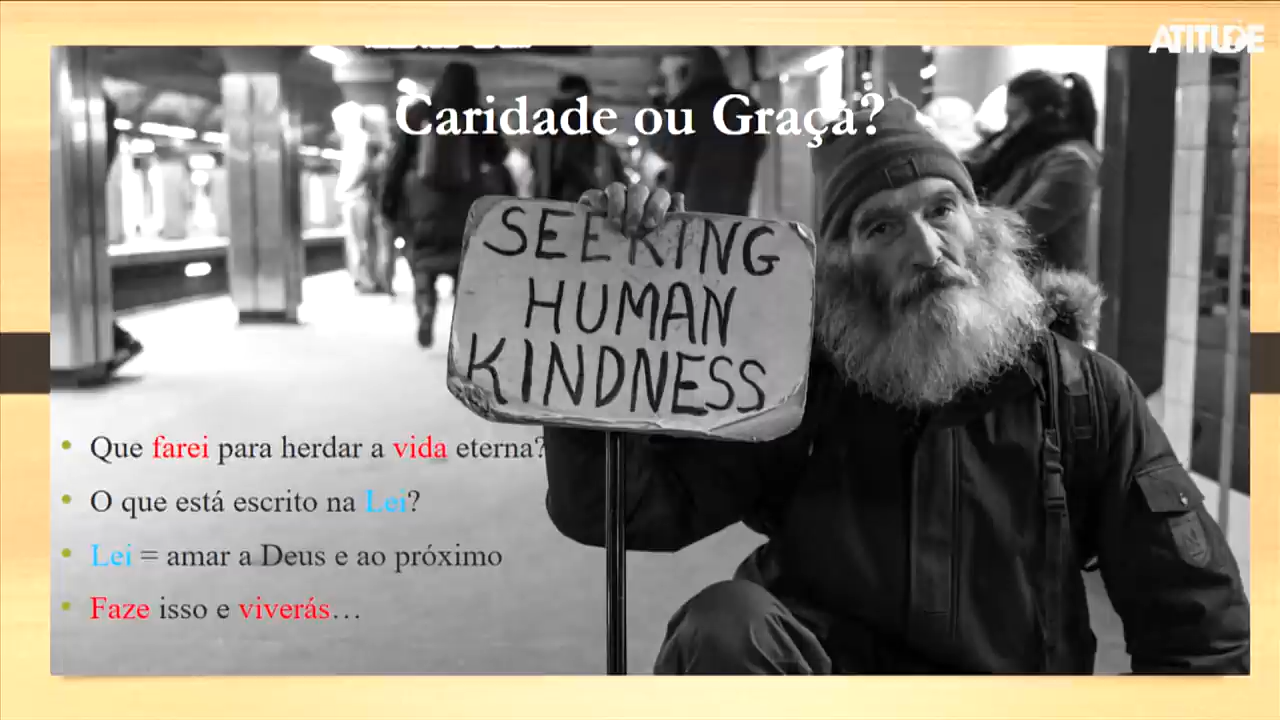 ATITUDE
Caridade ou Graça?
SEEKING
HUMAN
KINDNESS
Que farei para herdar a vida eterna?
O que está escrito na Lei?
Lei = amar a Deus e ao próximo
Faze isso e viverás…